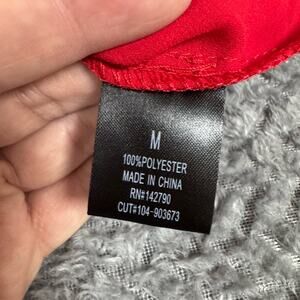 M
100%POLYESTER
MADE IN CHINA
RN#142790
CUT#104-903673